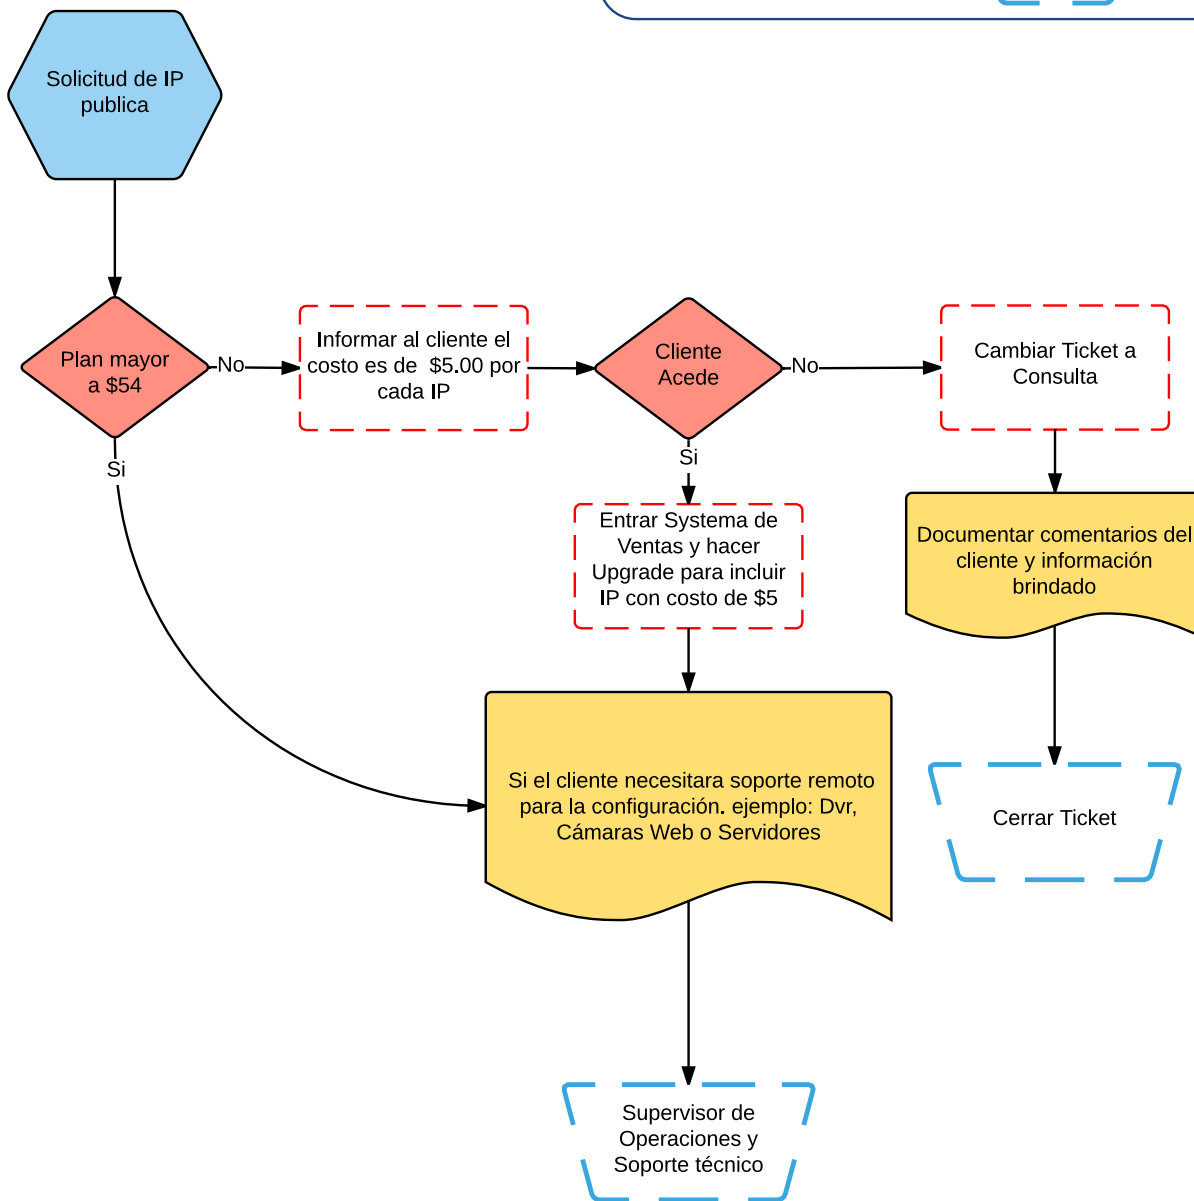 Solicitud de IP
publica
Plan mayor
a $54
No
Informar al cliente el
costo es de $5.00 por
cada IP
Cliente
Acede
No
Cambiar Ticket a
Consulta
Si
Si
Entrar Systema de
Ventas y hacer
Upgrade para incluir
IP con costo de $5
Documentar comentarios del
cliente y información
brindado
Si el cliente necesitara soporte remoto
para la configuración. ejemplo: Dvr,
Cámaras Web o Servidores
Cerrar Ticket
Supervisor de
Operaciones y
Soporte técnico